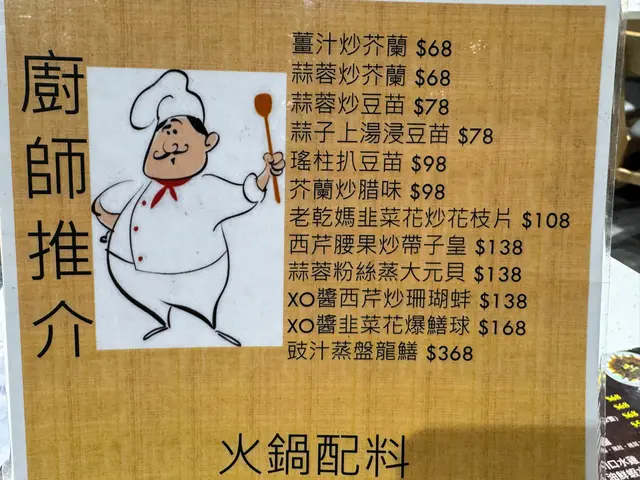 廚師推介
薑汁炒芥蘭 $68
蒜蓉炒芥蘭 $68
蒜蓉炒豆苗 $78
蒜子上湯浸豆苗 $78
瑤柱扒豆苗 $98
芥蘭炒腊味 $98
老乾媽韭菜花炒花枝片 $108
西芹腰果炒帶子皇 $138
蒜蓉粉絲蒸大元貝 $138
XO醬西芹炒珊瑚蚌 $138
XO醬韭菜花爆鱔球 $168
豉汁蒸盤龍鱔 $368
火鍋配料
口水雞